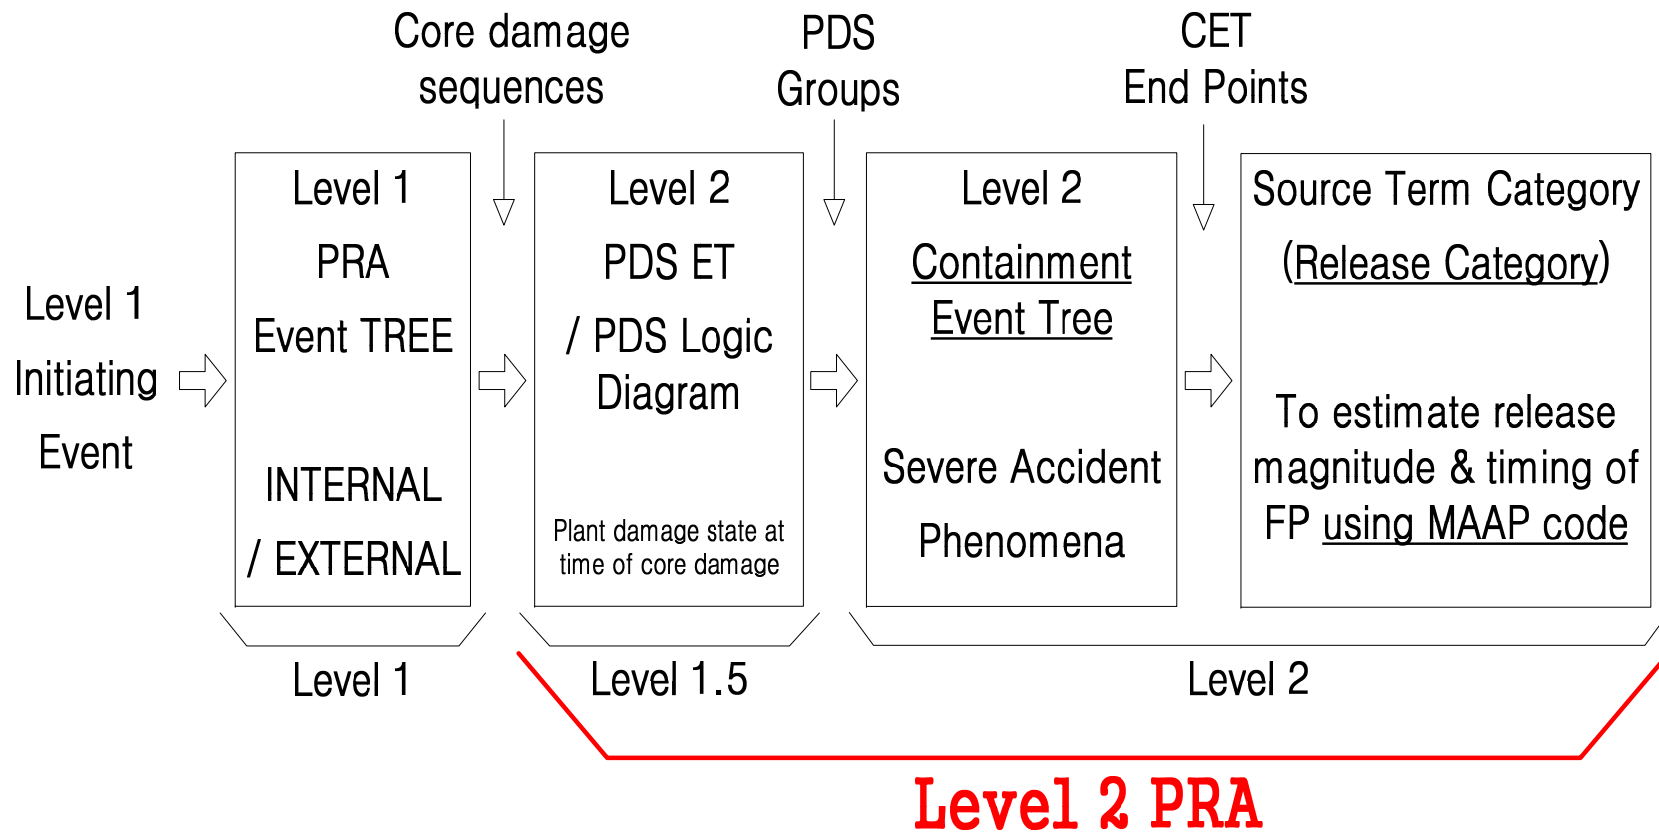 Core damage
sequences
PDS
Groups
CET
End Points
Level 1
Initiating
Event
Level 1
PRA
Event TREE
INTERNAL
/ EXTERNAL
Level 2
PDS ET
/ PDS Logic
Diagram
Plant damage state at
time of core damage
Level 2
Containment
Event Tree
Severe Accident
Phenomena
Source Term Category
(Release Category)
To estimate release
magnitude & timing of
FP using MAAP code
Level 1
Level 1.5
Level 2
Level 2 PRA